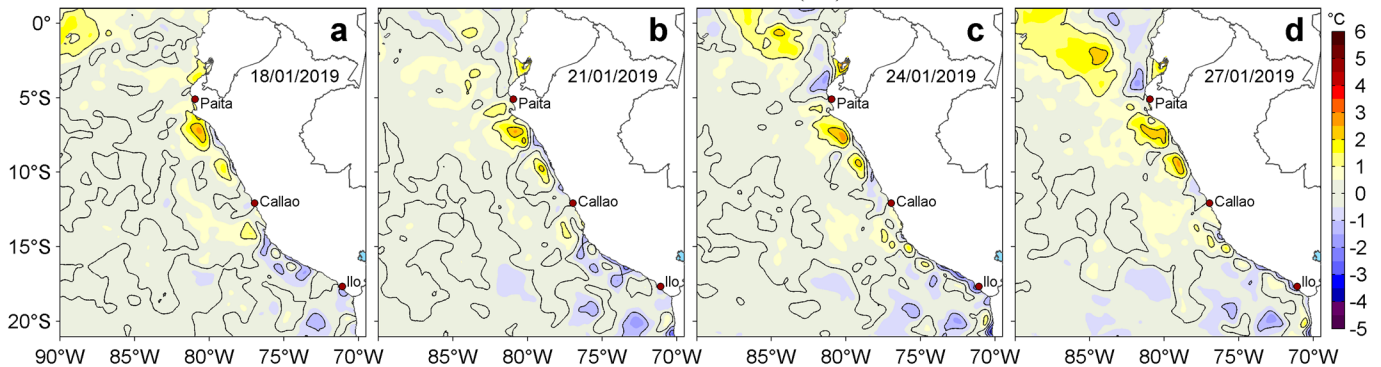 a b c d
°C
18/01/2019 21/01/2019 24/01/2019 27/01/2019
Paita Paita Paita Paita
Callao Callao Callao Callao
Ilo Ilo Ilo Ilo
0°
5°S
10°S
15°S
20°S
90°W 85°W 80°W 75°W 70°W 85°W 80°W 75°W 70°W 85°W 80°W 75°W 70°W 85°W 80°W 75°W 70°W
6
5
4
3
2
1
0
-1
-2
-3
-4
-5